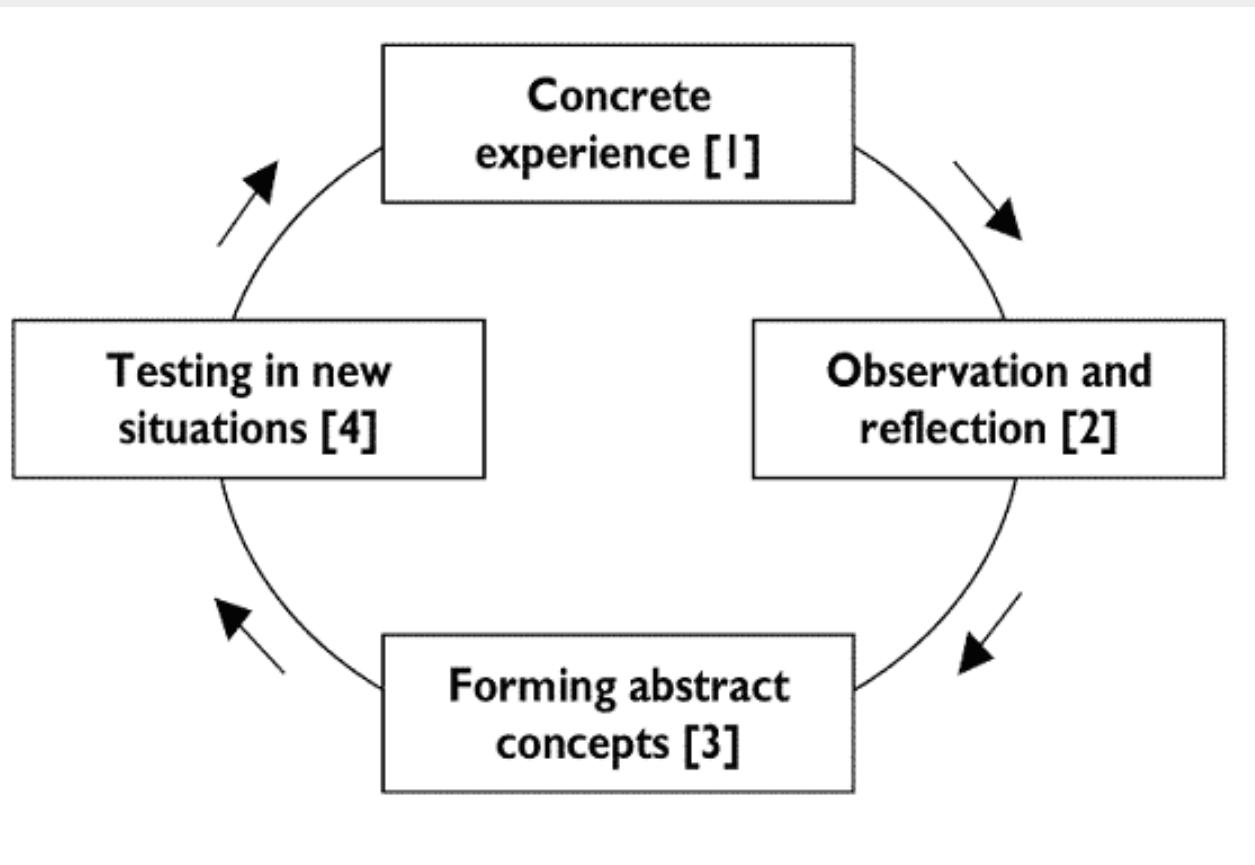 Concrete
experience [1]
Observation and
reflection [2]
Forming abstract
concepts [3]
Testing in new
situations [4]